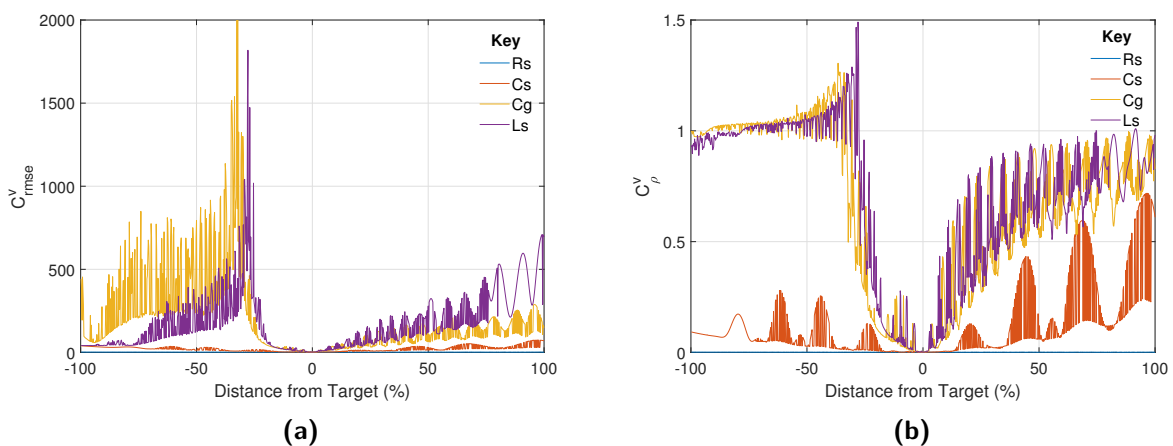 2000
1500
1000
500
0
C^v_rmse
Key
Rs
Cs
Cg
Ls
-100
-50
0
50
100
Distance from Target (%)
(a)
1.5
1
0.5
0
C^v_ρ
Key
Rs
Cs
Cg
Ls
-100
-50
0
50
100
Distance from Target (%)
(b)